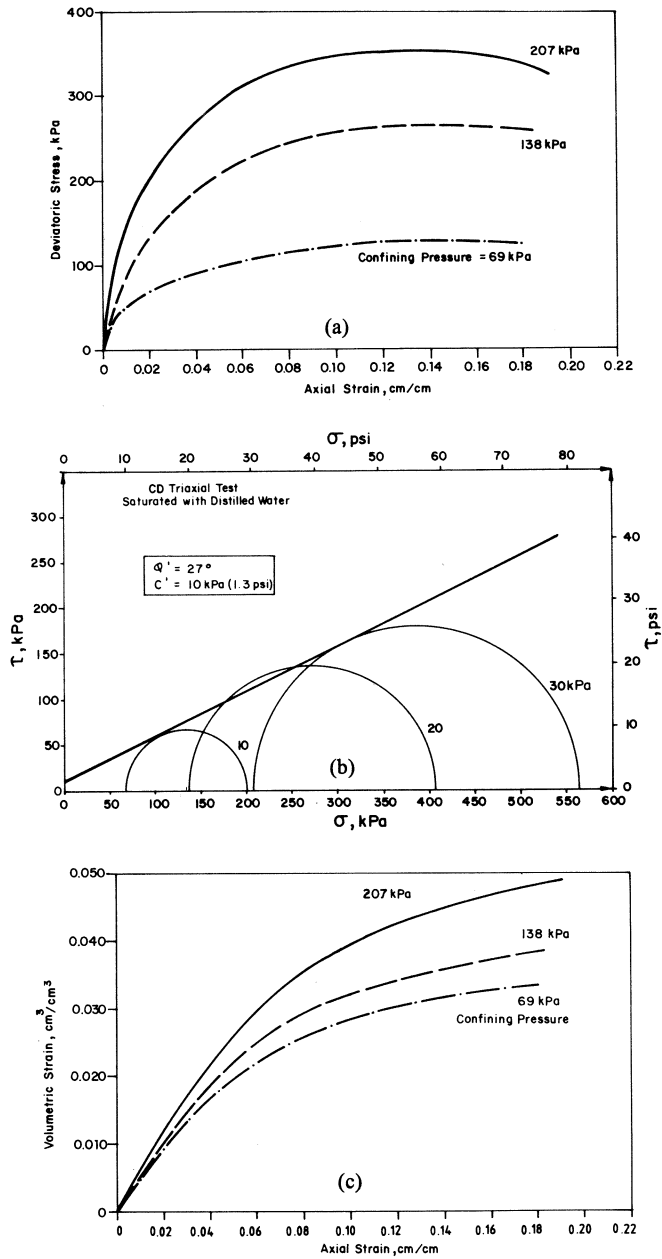 400
300
200
100
0
Deviatoric Stress, kPa
207 kPa
138 kPa
Confining Pressure = 69 kPa
(a)
0 0.02 0.04 0.06 0.08 0.10 0.12 0.14 0.16 0.18 0.20 0.22
Axial Strain, cm/cm
σ, psi
0 10 20 30 40 50 60 70 80
CD Triaxial Test
Saturated with Distilled Water
φ' = 27°
C' = 10 kPa (1.3 psi)
300
250
200
150
100
50
0
τ, kPa
40
30
20
10
0
τ, psi
10
20
30 kPa
(b)
0 50 100 150 200 250 300 350 400 450 500 550 600
σ, kPa
0.050
0.040
0.030
0.020
0.010
0
Volumetric Strain, cm³/cm³
207 kPa
138 kPa
69 kPa
Confining Pressure
(c)
0 0.02 0.04 0.06 0.08 0.10 0.12 0.14 0.16 0.18 0.20 0.22
Axial Strain, cm/cm